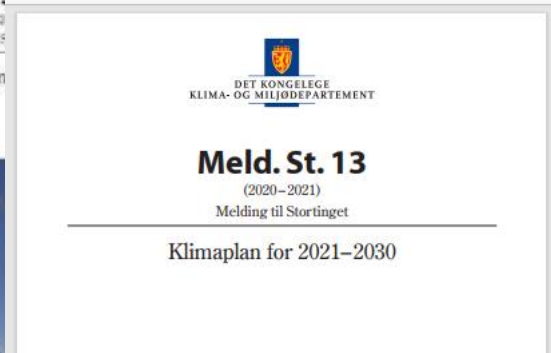 DET KONGELEGE
KLIMA- OG MILJØDEPARTEMENT
Meld. St. 13
(2020–2021)
Melding til Stortinget
Klimaplan for 2021–2030